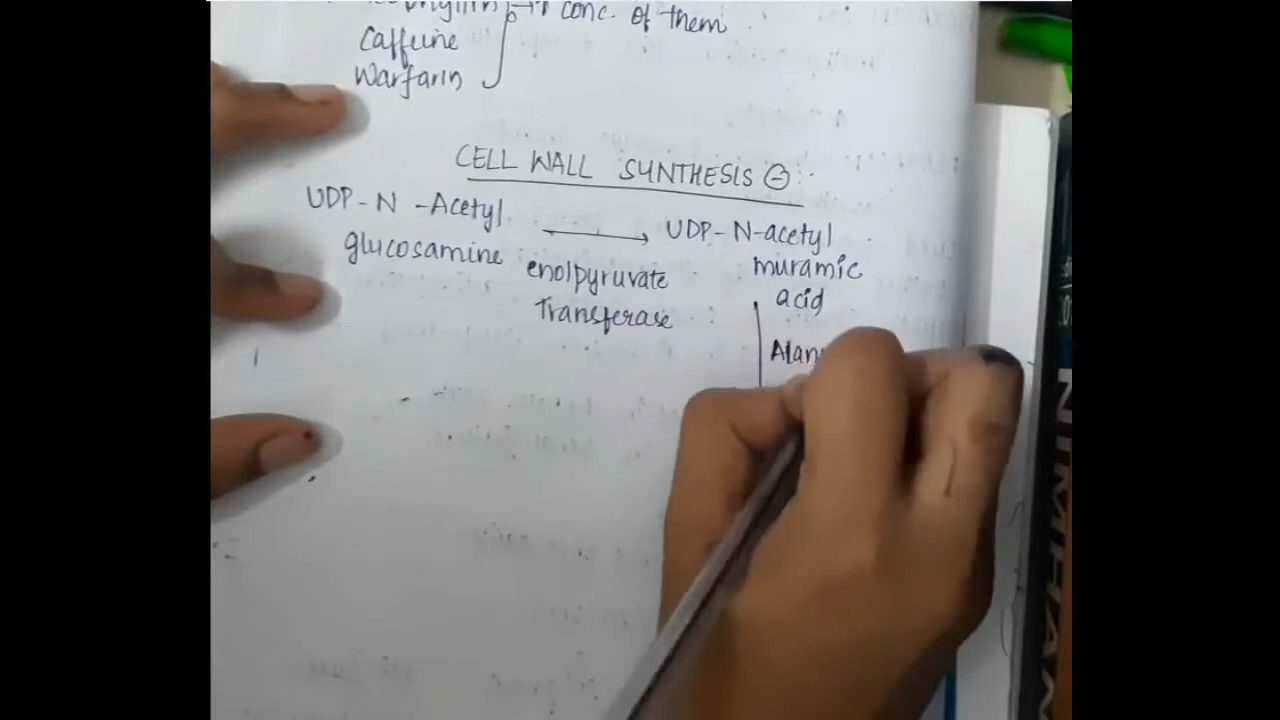 conc. of them
Caffeine
Warfarin
CELL WALL SYNTHESIS ⊖
UDP-N-Acetyl → UDP-N-acetyl
glucosamine enolpyruvate muramic
Transferase acid